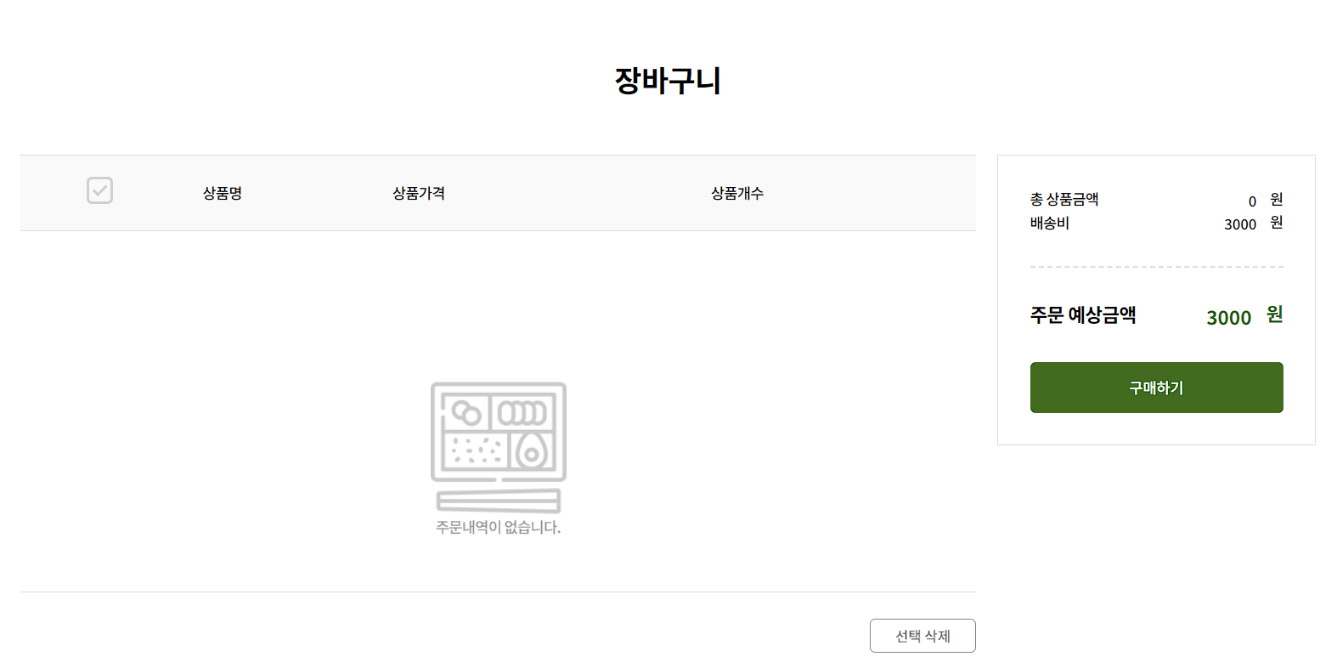 장바구니
상품명 상품가격 상품개수
주문내역이 없습니다.
선택 삭제
총 상품금액 0 원
배송비 3000 원
주문 예상금액 3000 원
구매하기